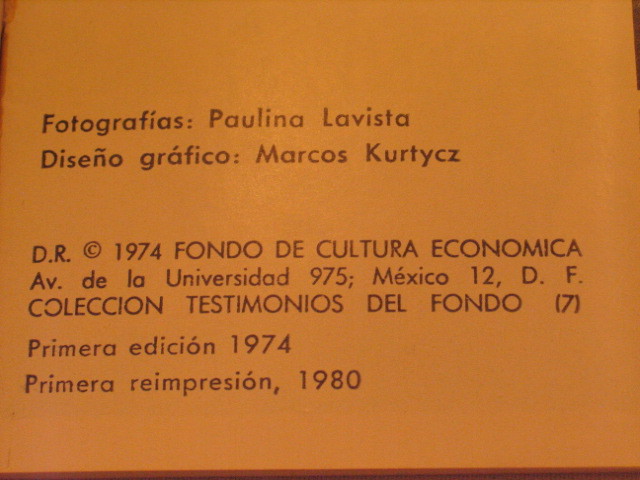 Fotografías: Paulina Lavista
Diseño gráfico: Marcos Kurtycz
D.R. © 1974 FONDO DE CULTURA ECONOMICA
Av. de la Universidad 975; México 12, D. F.
COLECCION TESTIMONIOS DEL FONDO (7)
Primera edición 1974
Primera reimpresión, 1980